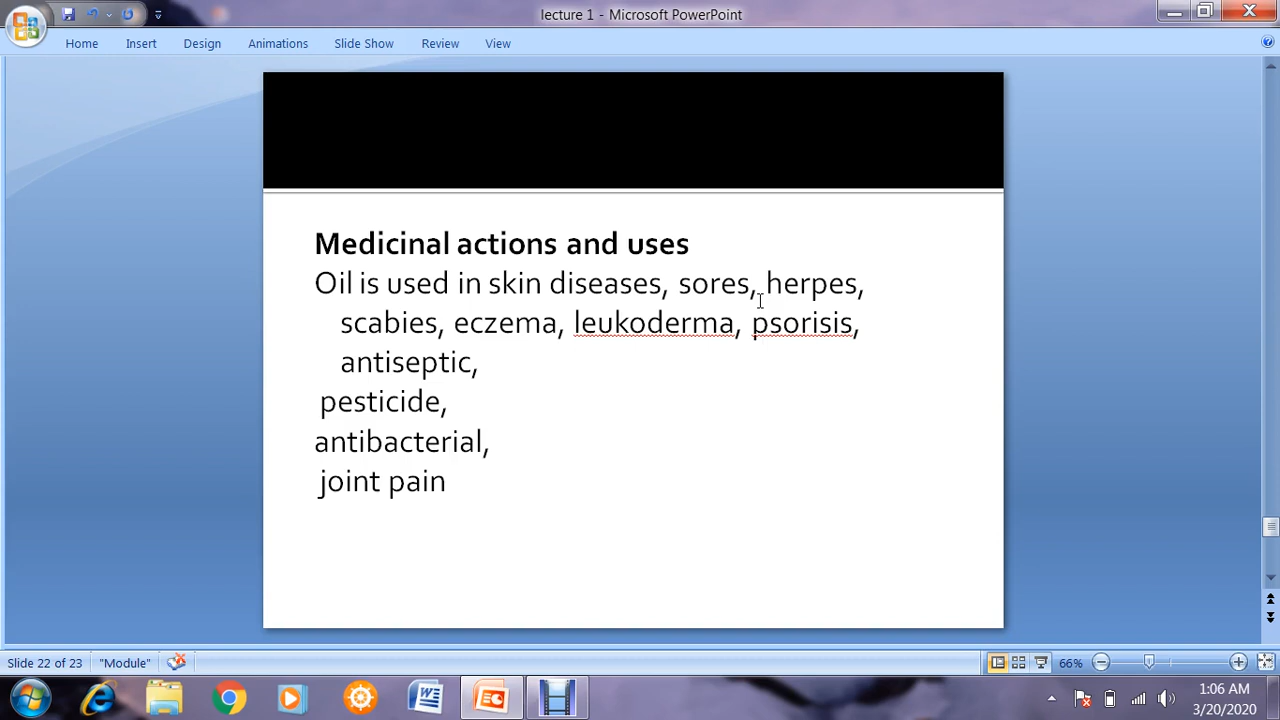 lecture 1 - Microsoft PowerPoint
Home Insert Design Animations Slide Show Review View
Medicinal actions and uses
Oil is used in skin diseases, sores, herpes,
scabies, eczema, leukoderma, psorisis,
antiseptic,
pesticide,
antibacterial,
joint pain
Slide 22 of 23 "Module" 66%
1:06 AM
3/20/2020